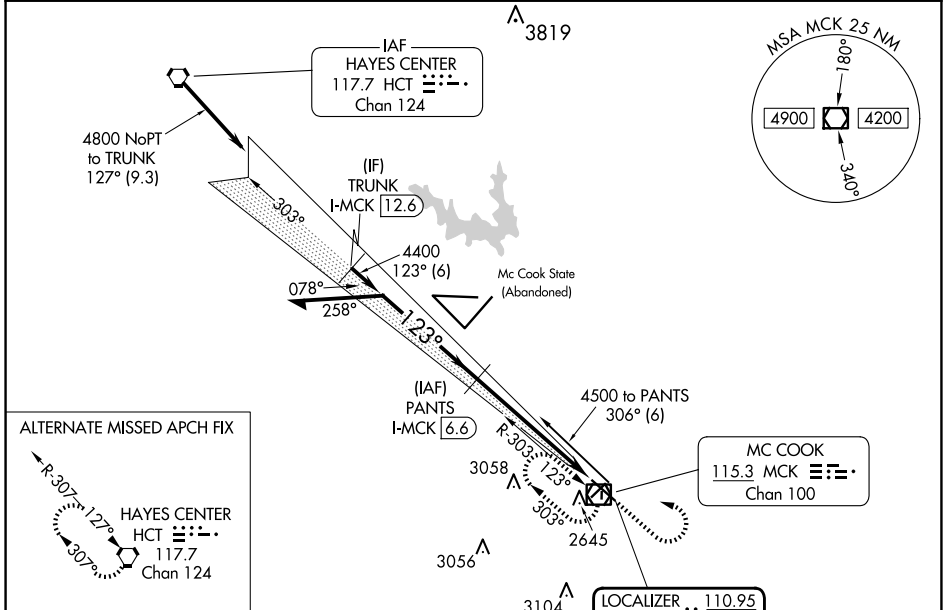 3819
IAF
HAYES CENTER
117.7 HCT
Chan 124
MSA MCK 25 NM
180°
4900
4200
340°
4800 NoPT
to TRUNK
127° (9.3)
(IF)
TRUNK
I-MCK 12.6
303°
4400
123° (6)
Mc Cook State
(Abandoned)
078°
258°
123°
(IAF)
PANTS
I-MCK 6.6
4500 to PANTS
306° (6)
R-303
123°
303°
3058
2645
MC COOK
115.3 MCK
Chan 100
ALTERNATE MISSED APCH FIX
R-307
127°
307°
HAYES CENTER
HCT
117.7
Chan 124
3056
3104
LOCALIZER 110.95